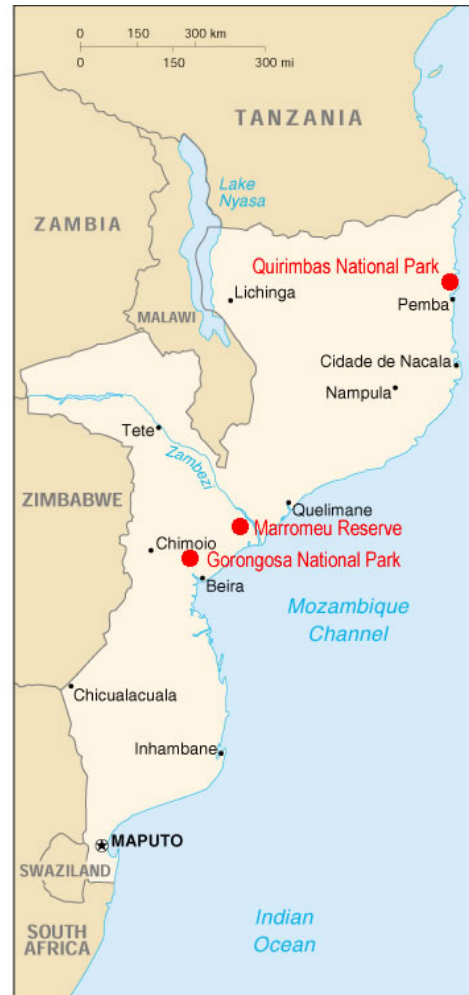 0 150 300 km
0 150 300 mi
TANZANIA
Lake
Nyasa
ZAMBIA
Quirimbas National Park
Lichinga
Pemba
MALAWI
Cidade de Nacala
Nampula
Tete
Zambezi
ZIMBABWE
Quelimane
Marromeu Reserve
Chimoio
Gorongosa National Park
Beira
Mozambique
Channel
Chicualacuala
Inhambane
MAPUTO
SWAZILAND
SOUTH
AFRICA
Indian
Ocean